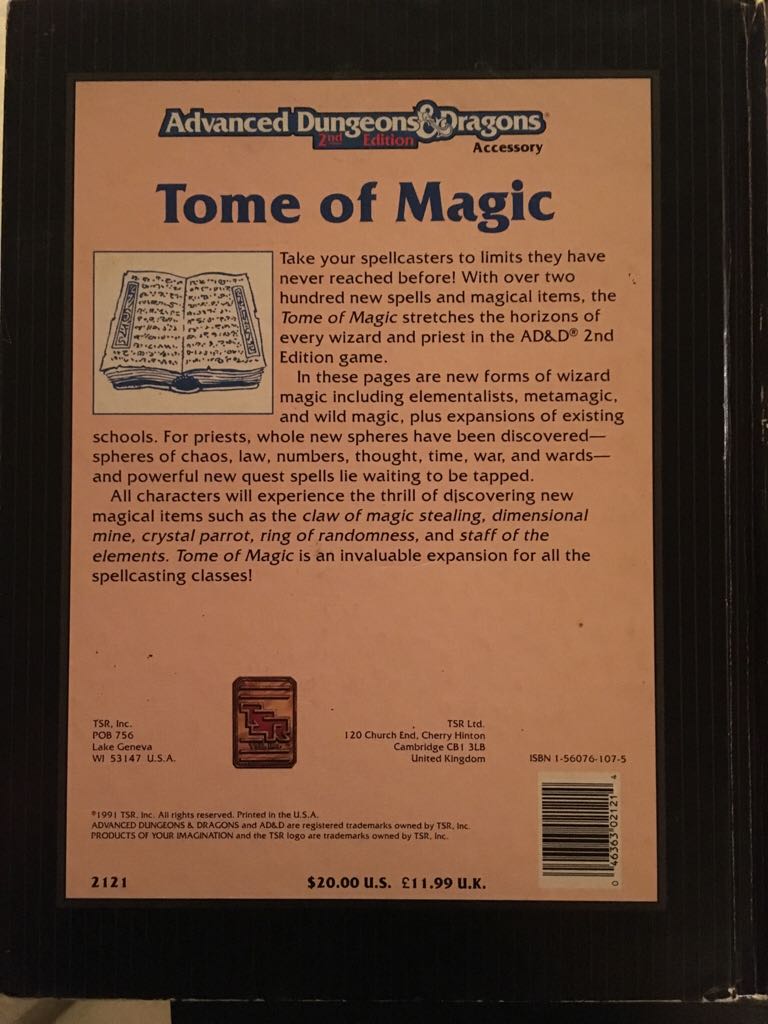 Advanced Dungeons & Dragons®
2nd Edition
Accessory
Tome of Magic
Take your spellcasters to limits they have
never reached before! With over two
hundred new spells and magical items, the
Tome of Magic stretches the horizons of
every wizard and priest in the AD&D® 2nd
Edition game.
In these pages are new forms of wizard
magic including elementalists, metamagic,
and wild magic, plus expansions of existing
schools. For priests, whole new spheres have been discovered—
spheres of chaos, law, numbers, thought, time, war, and wards—
and powerful new quest spells lie waiting to be tapped.
All characters will experience the thrill of discovering new
magical items such as the claw of magic stealing, dimensional
mine, crystal parrot, ring of randomness, and staff of the
elements. Tome of Magic is an invaluable expansion for all the
spellcasting classes!
TSR, Inc.
POB 756
Lake Geneva
WI 53147 U.S.A.
TSR
TSR Ltd.
120 Church End, Cherry Hinton
Cambridge CB1 3LB
United Kingdom
ISBN 1-56076-107-5
©1991 TSR, Inc. All rights reserved. Printed in the U.S.A.
ADVANCED DUNGEONS & DRAGONS and AD&D are registered trademarks owned by TSR, Inc.
PRODUCTS OF YOUR IMAGINATION and the TSR logo are trademarks owned by TSR, Inc.
0 46363 02121 4
2121
$20.00 U.S. £11.99 U.K.